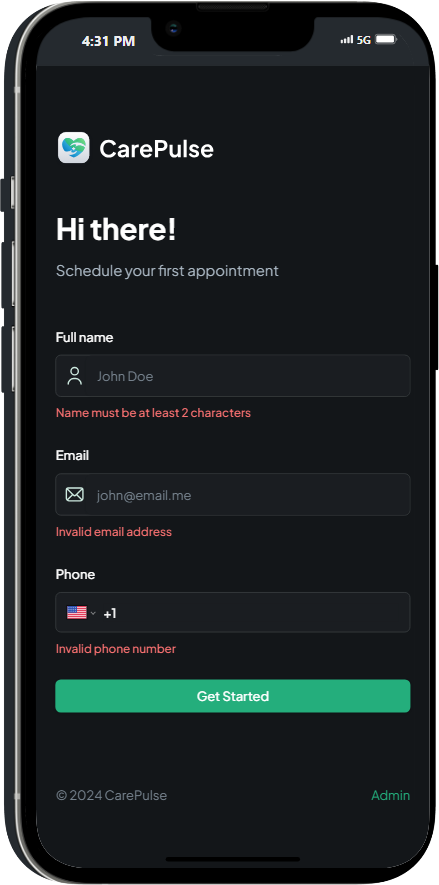 4:31 PM 5G
CarePulse
Hi there!
Schedule your first appointment
Full name
John Doe
Name must be at least 2 characters
Email
john@email.me
Invalid email address
Phone
+1
Invalid phone number
Get Started
© 2024 CarePulse Admin